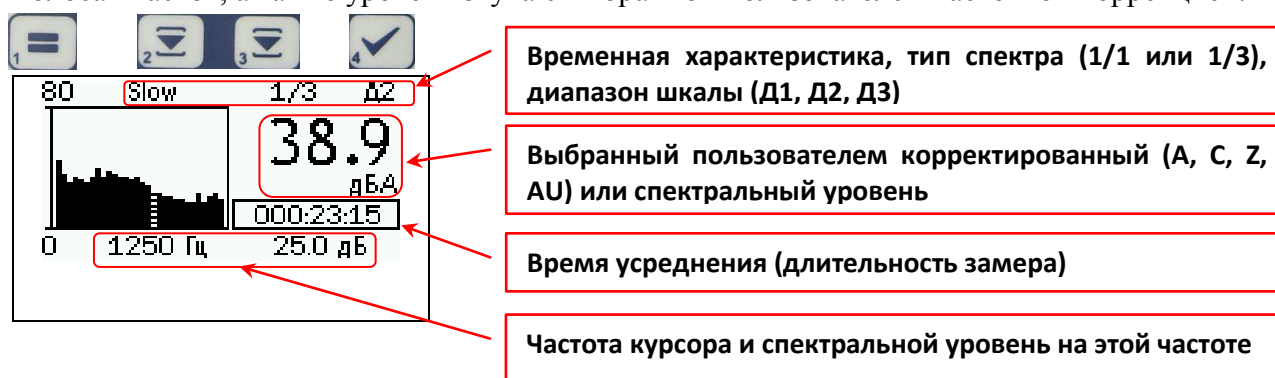 1 2 3 4
Временная характеристика, тип спектра (1/1 или 1/3),
диапазон шкалы (Д1, Д2, Д3)
80 Slow 1/3 Д2
38.9
дБА
Выбранный пользователем корректированный (A, C, Z,
AU) или спектральный уровень
000:23:15
0 1250 Гц 25.0 дБ
Время усреднения (длительность замера)
Частота курсора и спектральной уровень на этой частоте